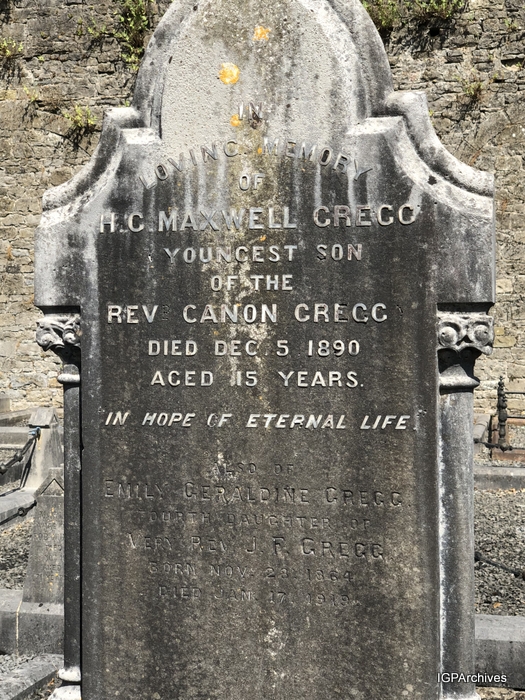 IN
LOVING MEMORY
OF
H.C. MAXWELL GREGG
YOUNGEST SON
OF THE
REV CANON GREGG
DIED DEC. 5 1890
AGED 15 YEARS.
IN HOPE OF ETERNAL LIFE.
ALSO OF
EMILY GERALDINE GREGG
FOURTH DAUGHTER OF
VERY REV J. F. GREGG
BORN NOV. 23 1864
DIED JAN. 17,
IGPArchives